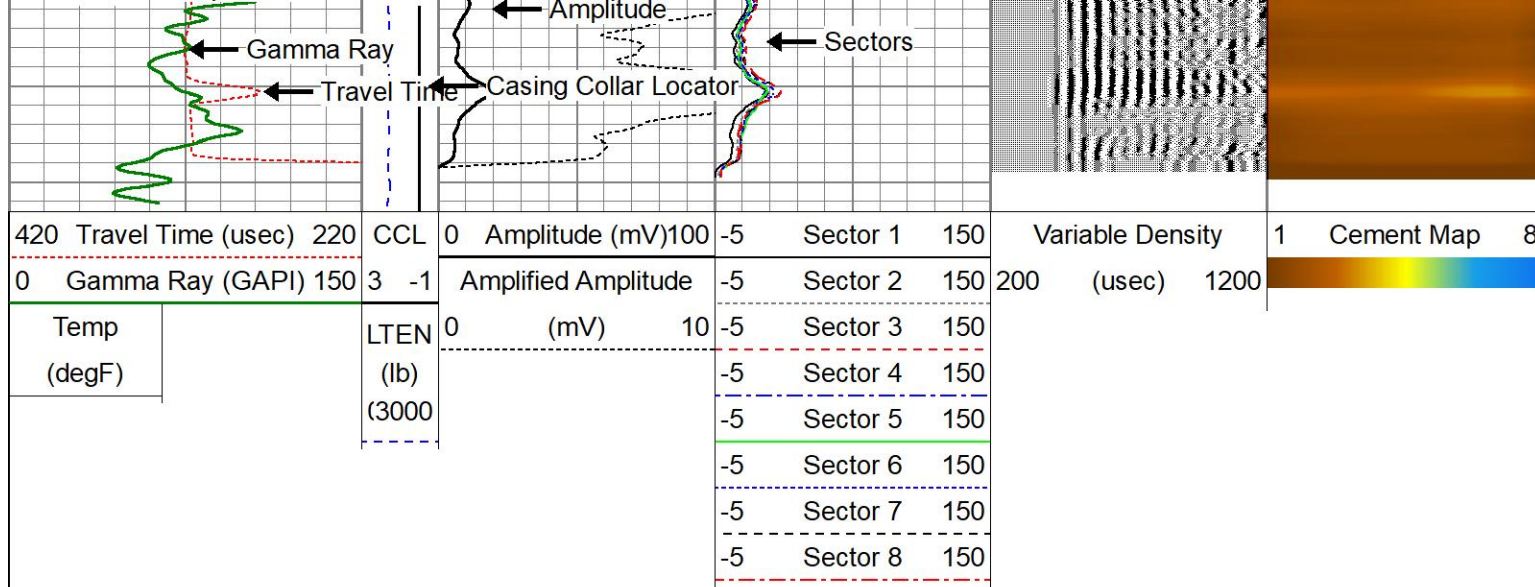 Amplitude
Gamma Ray
Sectors
Travel Time
Casing Collar Locator
420 Travel Time (usec) 220 CCL 0 Amplitude (mV)100 -5 Sector 1 150 Variable Density 1 Cement Map 8
0 Gamma Ray (GAPI) 150 3 -1 Amplified Amplitude -5 Sector 2 150 200 (usec) 1200
Temp LTEN 0 (mV) 10 -5 Sector 3 150
(degF) (lb) -5 Sector 4 150
(3000 -5 Sector 5 150
-5 Sector 6 150
-5 Sector 7 150
-5 Sector 8 150